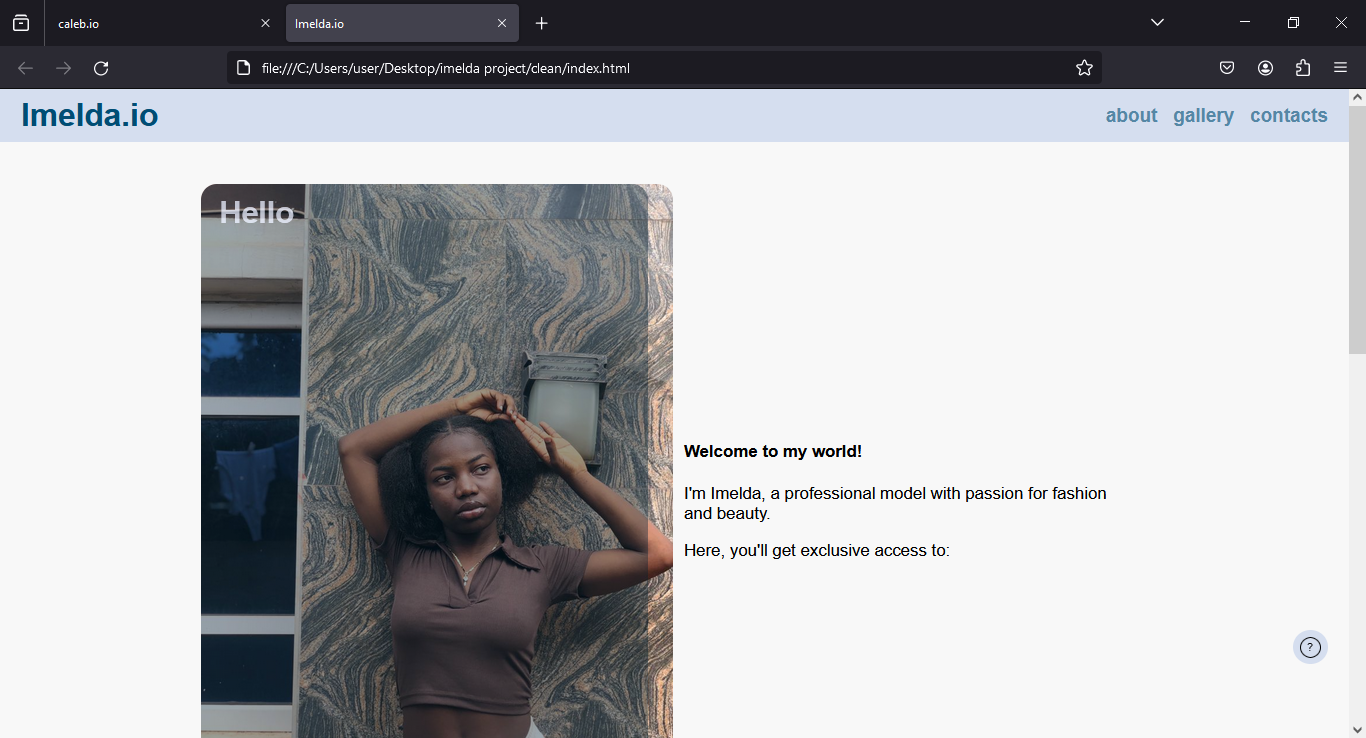 caleb.io
Imelda.io
file:///C:/Users/user/Desktop/imelda project/clean/index.html
Imelda.io
about gallery contacts
Hello
Welcome to my world!
I'm Imelda, a professional model with passion for fashion
and beauty.
Here, you'll get exclusive access to:
?